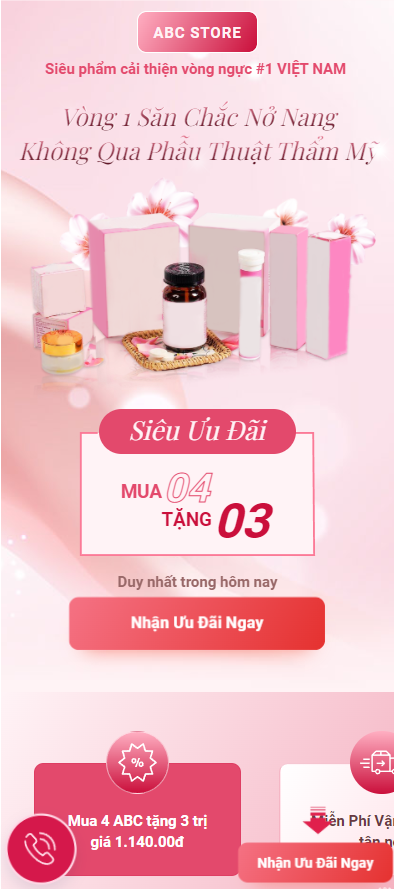 ABC STORE
Siêu phẩm cải thiện vòng ngực #1 VIỆT NAM
Vòng 1 Săn Chắc Nở Nang
Không Qua Phẫu Thuật Thẩm Mỹ
Siêu Ưu Đãi
MUA 04
TẶNG 03
Duy nhất trong hôm nay
Nhận Ưu Đãi Ngay
%
Mua 4 ABC tặng 3 trị
giá 1.140.00đ
Phí
Nhận Ưu Đãi Ngay